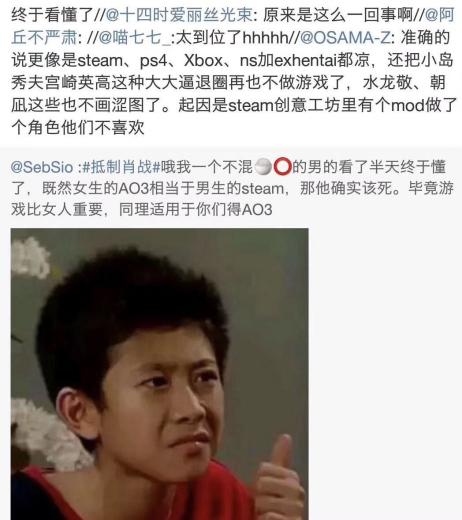 终于看懂了//@十四时爱丽丝光束: 原来是这么一回事啊//@阿
丘不严肃: //@喵七七_:太到位了hhhhh//@OSAMA-Z: 准确的
说更像是steam、ps4、Xbox、ns加exhentai都凉，还把小岛
秀夫宫崎英高这种大大逼退圈再也不做游戏了，水龙敬、朝
凪这些也不画涩图了。起因是steam创意工坊里有个mod做了
个角色他们不喜欢
@SebSio :#抵制肖战#哦我一个不混⚪⭕的男的看了半天终于懂
了，既然女生的AO3相当于男生的steam，那他确实该死。毕竟游
戏比女人重要，同理适用于你们得AO3